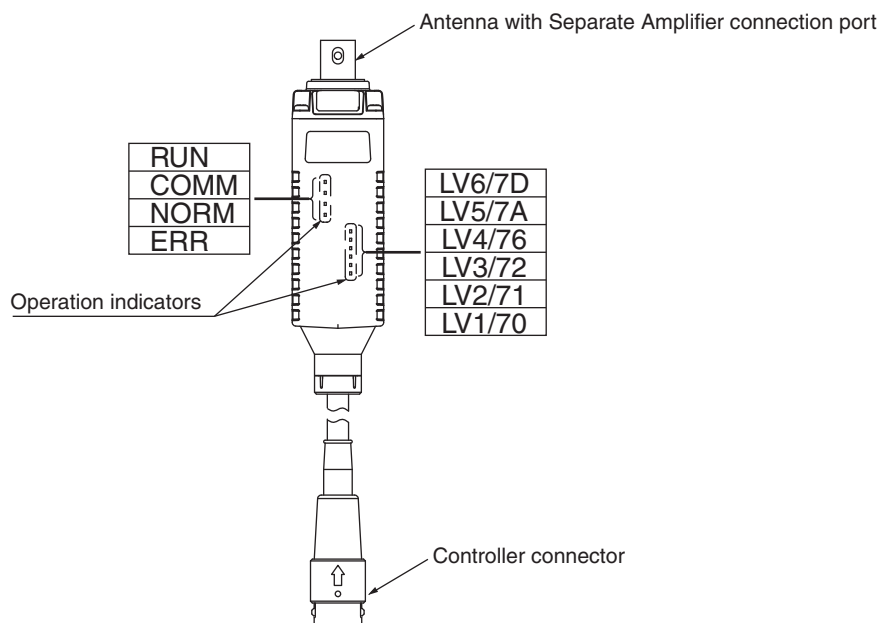 Antenna with Separate Amplifier connection port
RUN
COMM
NORM
ERR
LV6/7D
LV5/7A
LV4/76
LV3/72
LV2/71
LV1/70
Operation indicators
Controller connector